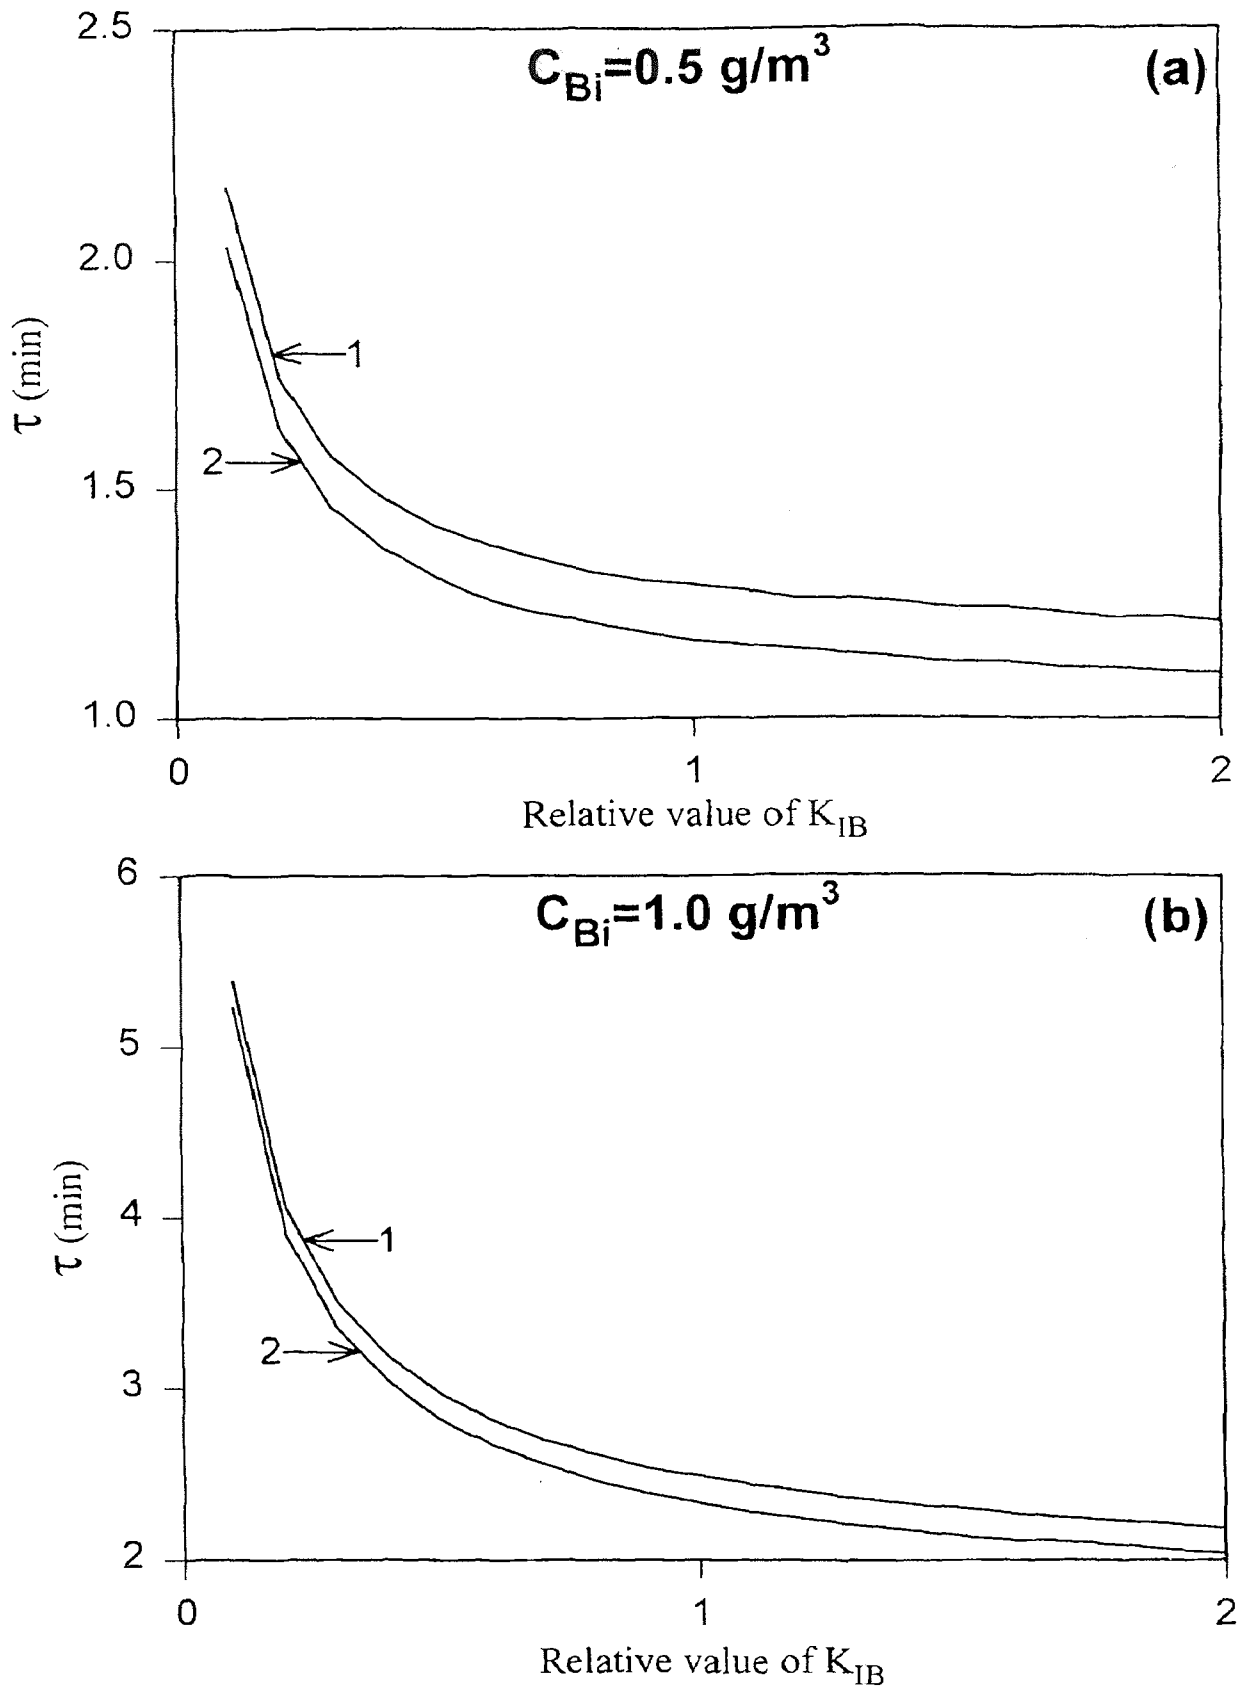 2.5
C_Bi=0.5 g/m³
(a)
2.0
τ (min)
1
2
1.5
1.0
0
1
2
Relative value of K_IB
6
C_Bi=1.0 g/m³
(b)
5
4
τ (min)
1
2
3
2
0
1
2
Relative value of K_IB